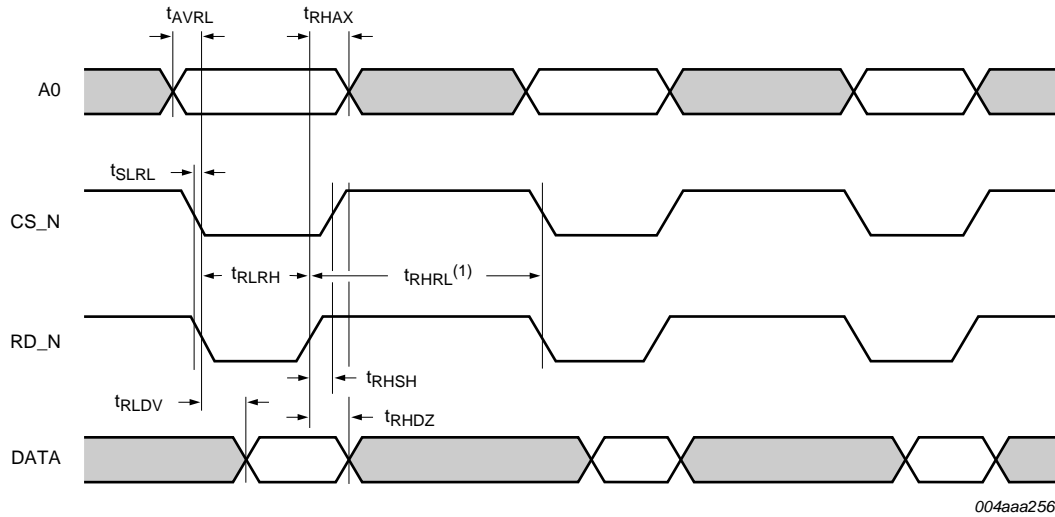 tAVRL
tRHAX
A0
tSLRL
CS_N
tRLRH
tRHRL(1)
RD_N
tRHSH
tRLDV
tRHDZ
DATA
004aaa256